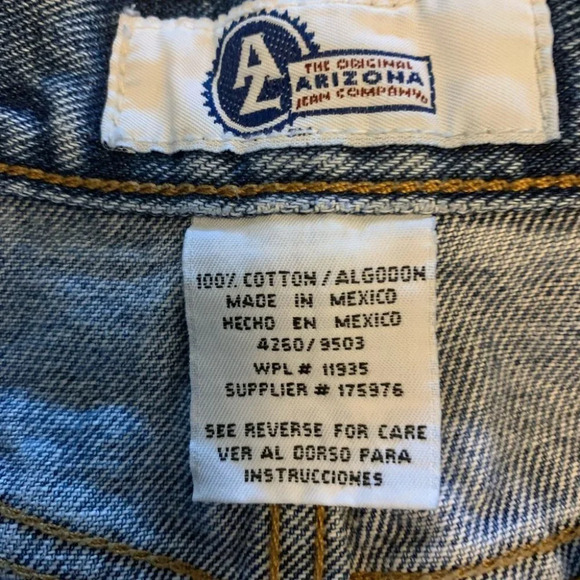 AZ
THE ORIGINAL
ARIZONA
JEAN COMPANY
100% COTTON/ALGODON
MADE IN MEXICO
HECHO EN MEXICO
4260/9503
WPL# 11935
SUPPLIER# 175976
SEE REVERSE FOR CARE
VER AL DORSO PARA
INSTRUCCIONES